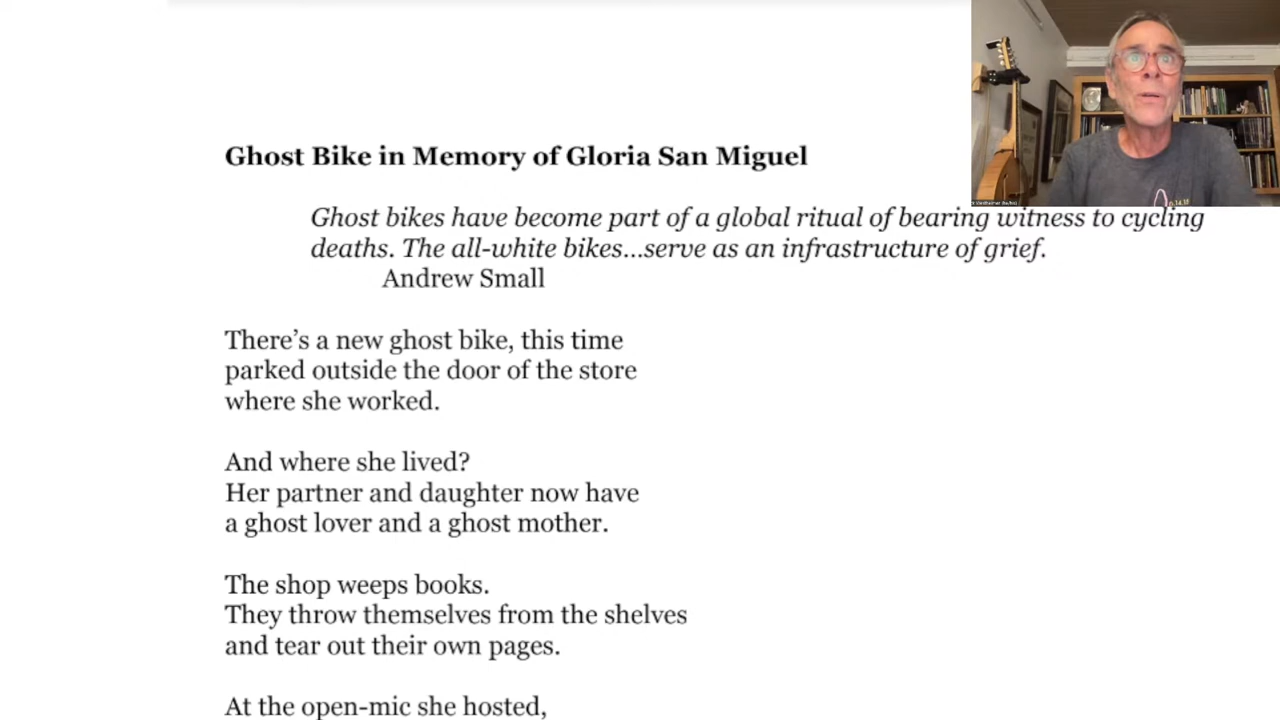 Ghost Bike in Memory of Gloria San Miguel
Ghost bikes have become part of a global ritual of bearing witness to cycling
deaths. The all-white bikes...serve as an infrastructure of grief.
Andrew Small
There’s a new ghost bike, this time
parked outside the door of the store
where she worked.
And where she lived?
Her partner and daughter now have
a ghost lover and a ghost mother.
The shop weeps books.
They throw themselves from the shelves
and tear out their own pages.
At the open-mic she hosted,